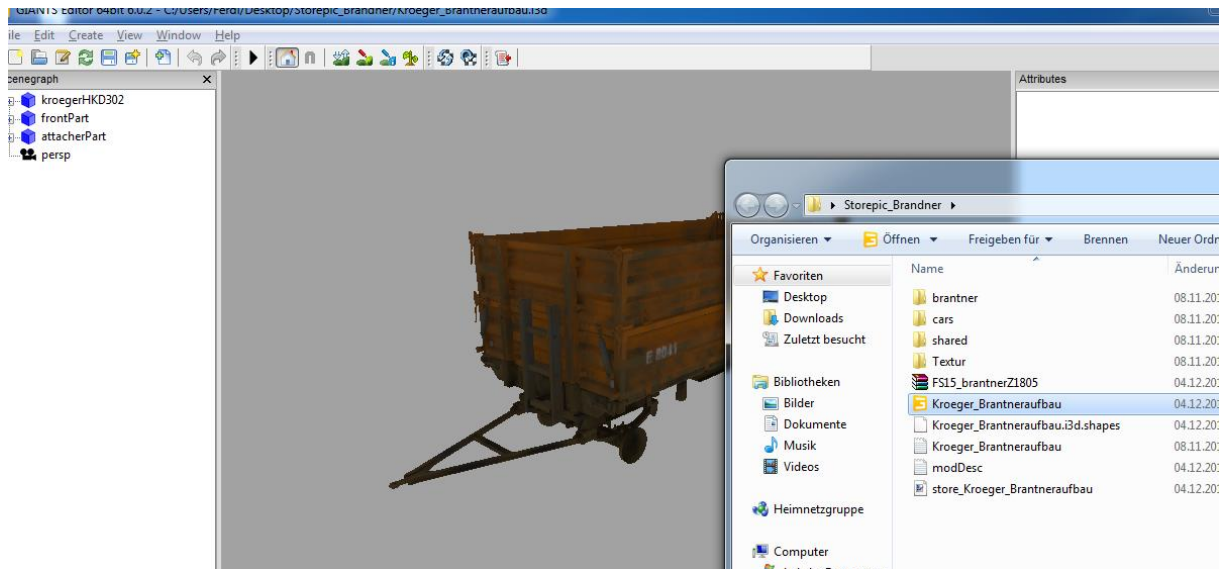 GIANTS Editor 64bit 6.0.2 - C:/Users/Ferdi/Desktop/Storepic_Brandner/Kroeger_Brantneraufbau.i3d
ile Edit Create View Window Help
cenegraph
kroegerHKD302
frontPart
attacherPart
persp
Attributes
Storepic_Brandner
Organisieren Öffnen Freigeben für Brennen Neuer Ordn
Favoriten
Desktop
Downloads
Zuletzt besucht
Bibliotheken
Bilder
Dokumente
Musik
Videos
Heimnetzgruppe
Computer
Name Änderun
brantner 08.11.201
cars 08.11.201
shared 08.11.201
Textur 08.11.201
FS15_brantnerZ1805 04.12.201
Kroeger_Brantneraufbau 04.12.201
Kroeger_Brantneraufbau.i3d.shapes 04.12.201
Kroeger_Brantneraufbau 08.11.201
modDesc 04.12.201
store_Kroeger_Brantneraufbau 04.12.201